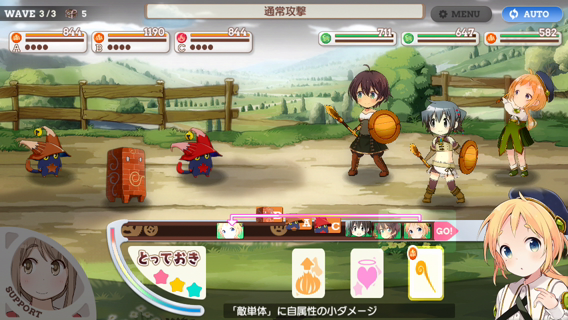 WAVE 3/3
5
通常攻撃
MENU
AUTO
844
1190
844
711
647
582
A
B
C
B
A
C
GO!
とっておき
SUPPORT
「敵単体」に自属性の小ダメージ